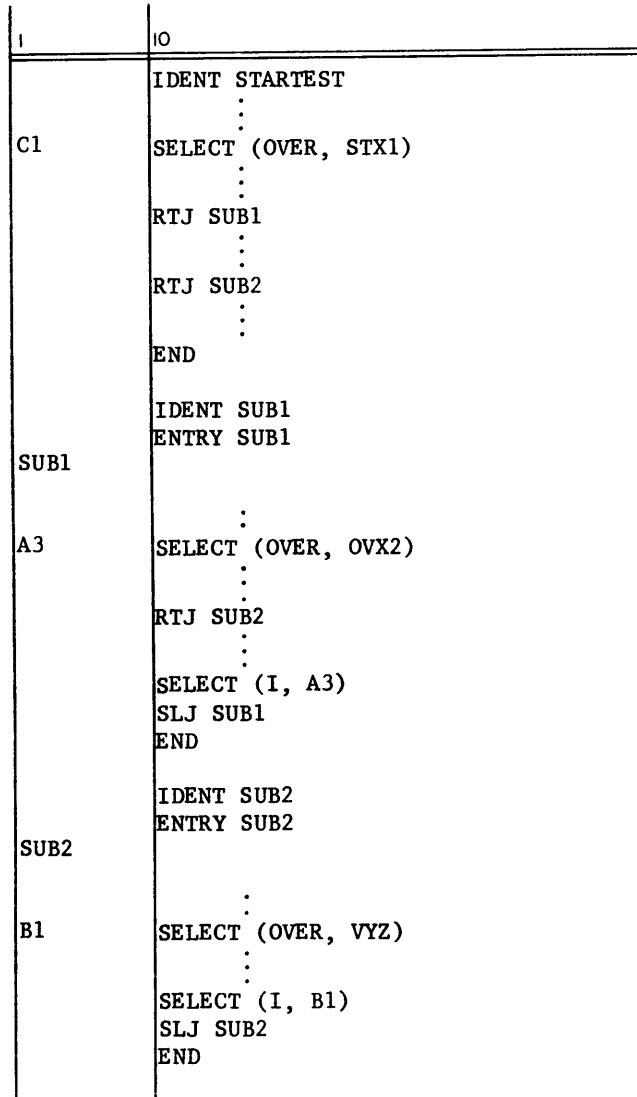 1 10
IDENT STARTEST
C1 SELECT (OVER, STX1)
RTJ SUB1
RTJ SUB2
END
IDENT SUB1
ENTRY SUB1
SUB1
A3 SELECT (OVER, OVX2)
RTJ SUB2
SELECT (I, A3)
SLJ SUB1
END
IDENT SUB2
ENTRY SUB2
SUB2
B1 SELECT (OVER, VYZ)
SELECT (I, B1)
SLJ SUB2
END